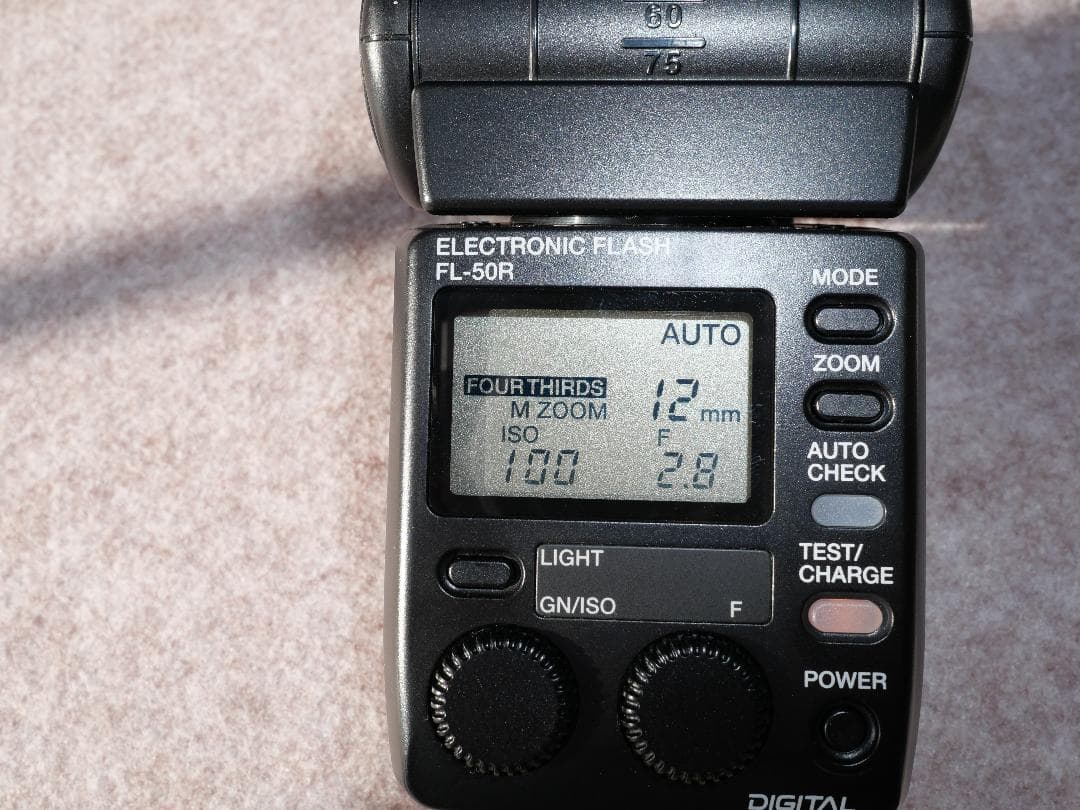 60
75
ELECTRONIC FLASH
FL-50R
MODE
AUTO
ZOOM
FOUR THIRDS 12 mm
M ZOOM
ISO F
100 2.8
AUTO
CHECK
TEST/
CHARGE
LIGHT
GN/ISO F
POWER
DIGITAL